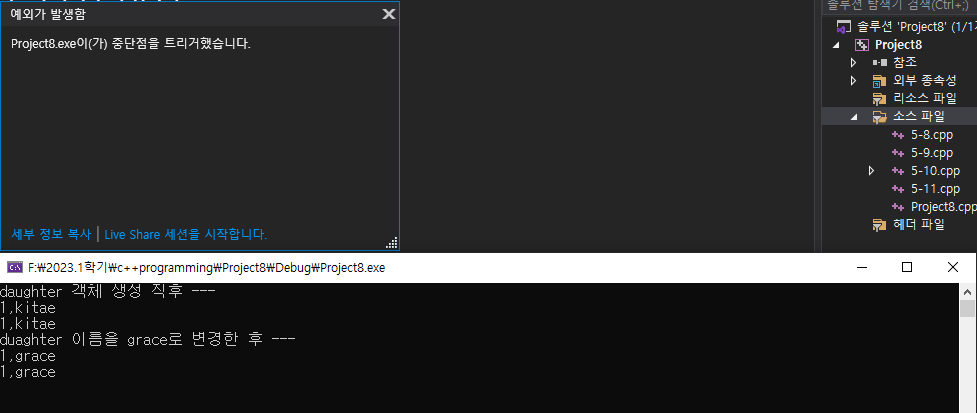 예외가 발생함
Project8.exe이(가) 중단점을 트리거했습니다.
세부 정보 복사 | Live Share 세션을 시작합니다.
솔루션 탐색기 검색(Ctrl+;)
솔루션 'Project8' (1/1
Project8
참조
외부 종속성
리소스 파일
소스 파일
5-8.cpp
5-9.cpp
5-10.cpp
5-11.cpp
Project8.cpp
헤더 파일
F:₩2023.1학기₩c++programming₩Project8₩Debug₩Project8.exe
daughter 객체 생성 직후 ---
1,kitae
1,kitae
duaghter 이름을 grace로 변경한 후 ---
1,grace
1,grace